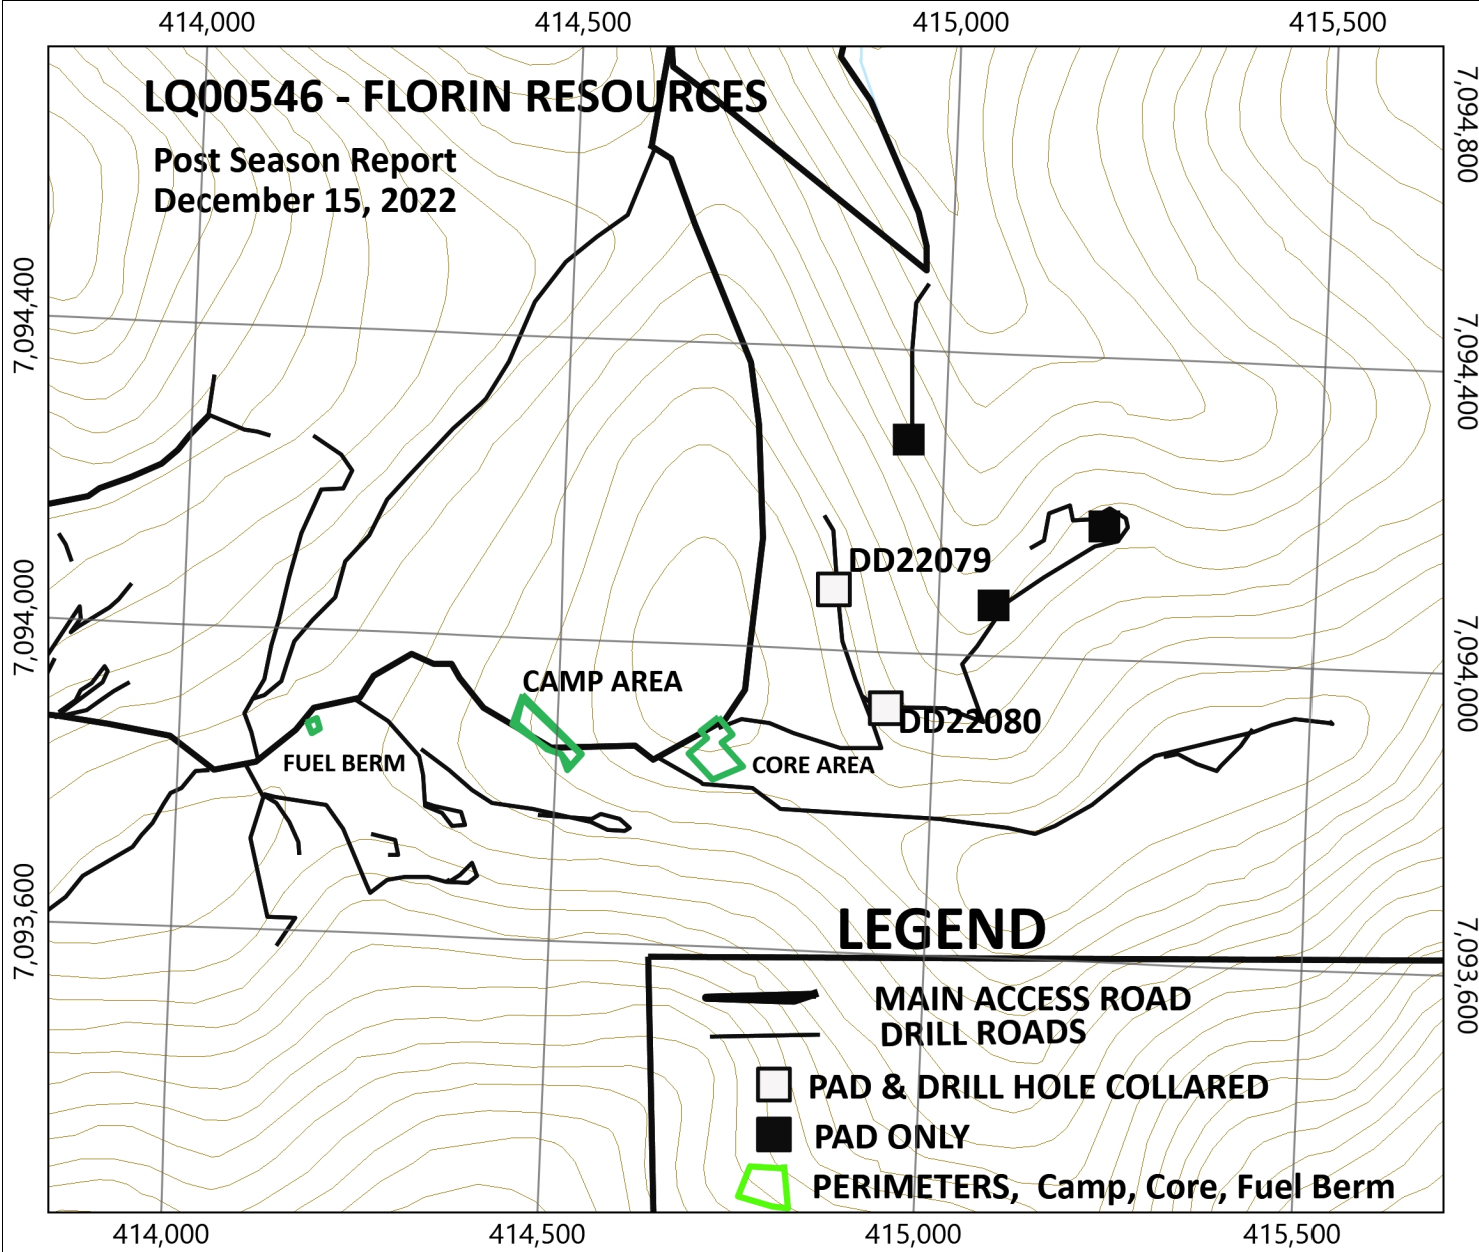 414,000
414,500
415,000
415,500
LQ00546 - FLORIN RESOURCES
Post Season Report
December 15, 2022
7,094,800
7,094,400
7,094,400
DD22079
7,094,000
7,094,000
CAMP AREA
DD22080
FUEL BERM
CORE AREA
7,093,600
7,093,600
LEGEND
MAIN ACCESS ROAD
DRILL ROADS
PAD & DRILL HOLE COLLARED
PAD ONLY
PERIMETERS, Camp, Core, Fuel Berm
414,000
414,500
415,000
415,500